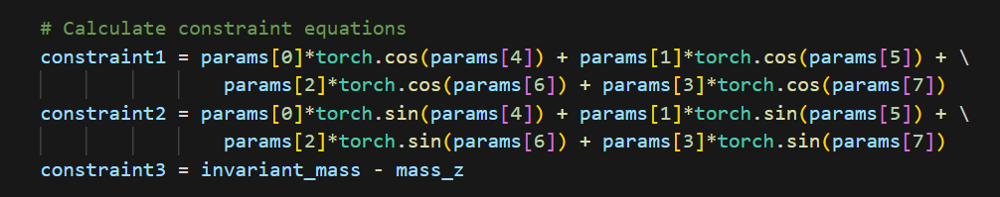 # Calculate constraint equations
constraint1 = params[0]*torch.cos(params[4]) + params[1]*torch.cos(params[5]) + \
params[2]*torch.cos(params[6]) + params[3]*torch.cos(params[7])
constraint2 = params[0]*torch.sin(params[4]) + params[1]*torch.sin(params[5]) + \
params[2]*torch.sin(params[6]) + params[3]*torch.sin(params[7])
constraint3 = invariant_mass - mass_z